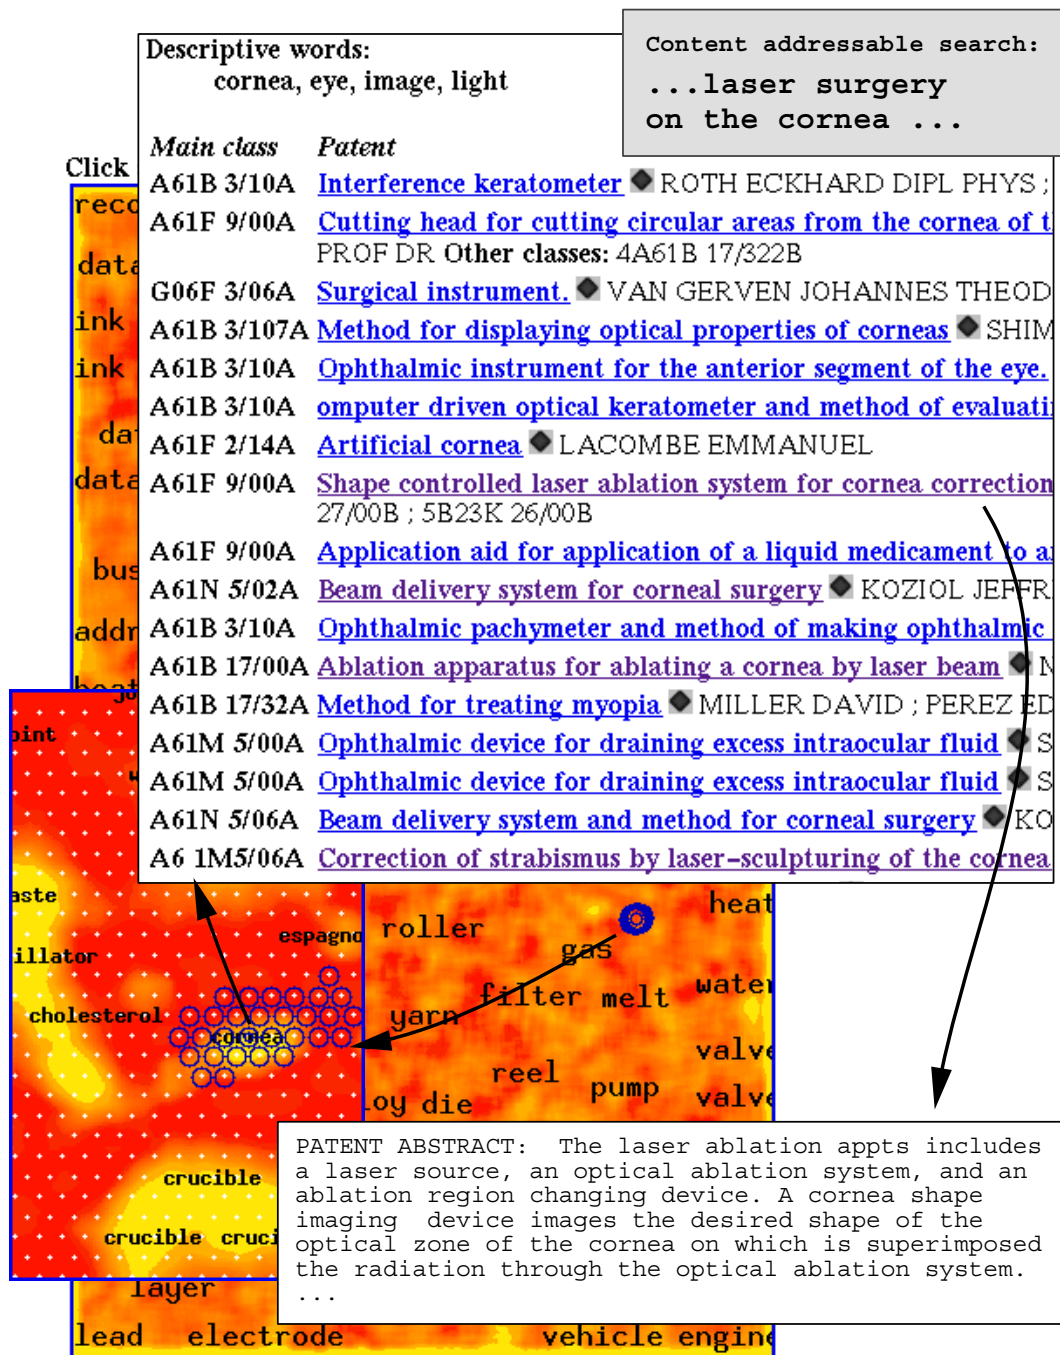 Content addressable search:
...laser surgery
on the cornea ...
Descriptive words:
cornea, eye, image, light
Main class Patent
Click
A61B 3/10A Interference keratometer ROTH ECKHARD DIPL PHYS ;
A61F 9/00A Cutting head for cutting circular areas from the cornea of t
PROF DR Other classes: 4A61B 17/322B
G06F 3/06A Surgical instrument. VAN GERVEN JOHANNES THEOD
A61B 3/107A Method for displaying optical properties of corneas SHIM
A61B 3/10A Ophthalmic instrument for the anterior segment of the eye.
A61B 3/10A omputer driven optical keratometer and method of evaluati
A61F 2/14A Artificial cornea LACOMBE EMMANUEL
A61F 9/00A Shape controlled laser ablation system for cornea correction
27/00B ; 5B23K 26/00B
A61F 9/00A Application aid for application of a liquid medicament to a
A61N 5/02A Beam delivery system for corneal surgery KOZIOL JEFFR
A61B 3/10A Ophthalmic pachymeter and method of making ophthalmic
A61B 17/00A Ablation apparatus for ablating a cornea by laser beam
A61B 17/32A Method for treating myopia MILLER DAVID ; PEREZ ED
A61M 5/00A Ophthalmic device for draining excess intraocular fluid S
A61M 5/00A Ophthalmic device for draining excess intraocular fluid S
A61N 5/06A Beam delivery system and method for corneal surgery KO
A6 1M5/06A Correction of strabismus by laser-sculpturing of the cornea
reco
data
ink
ink
dat
data
bus
addr
oint
aste
illator
cholesterol
espagno
cornea
crucible
crucible cruci
roller
gas
heat
filter melt
water
yarn
valve
reel
pump
valve
oy die
PATENT ABSTRACT: The laser ablation appts includes
a laser source, an optical ablation system, and an
ablation region changing device. A cornea shape
imaging device images the desired shape of the
optical zone of the cornea on which is superimposed
the radiation through the optical ablation system.
...
layer
lead electrode vehicle engine